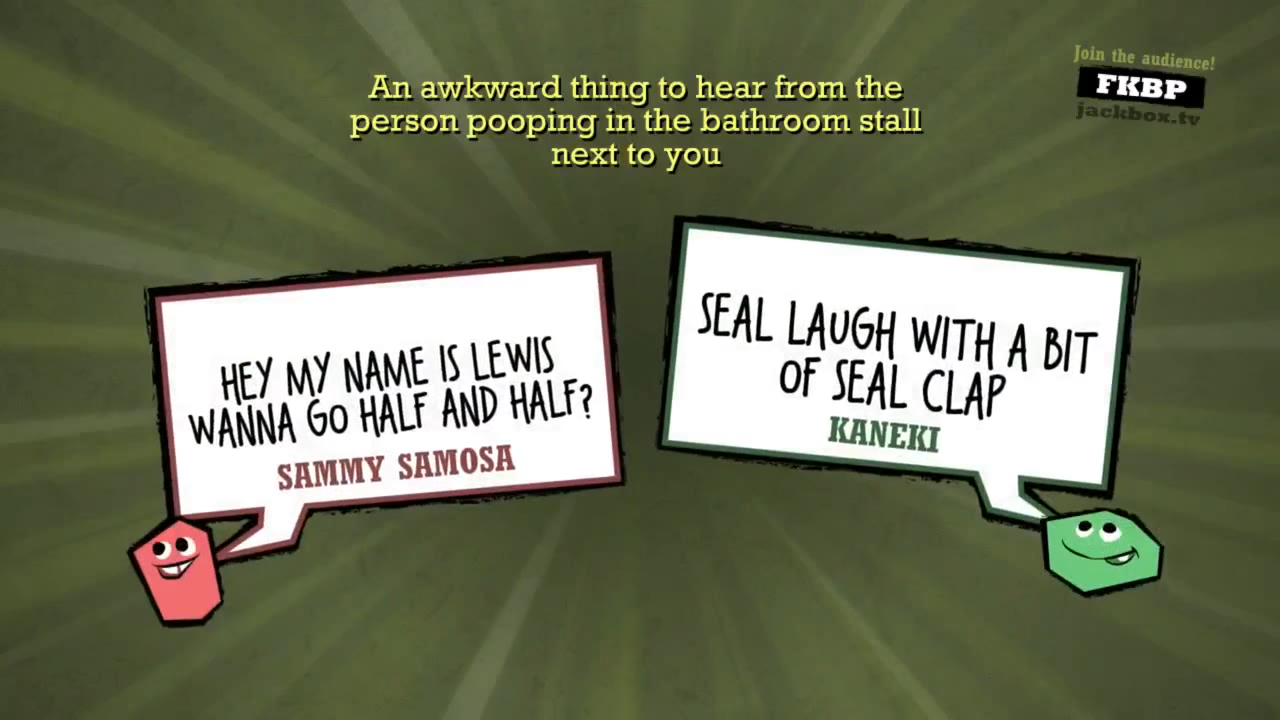 An awkward thing to hear from the
person pooping in the bathroom stall
next to you
Join the audience!
FKBP
jackbox.tv
HEY MY NAME IS LEWIS
WANNA GO HALF AND HALF?
SAMMY SAMOSA
SEAL LAUGH WITH A BIT
OF SEAL CLAP
KANEKI